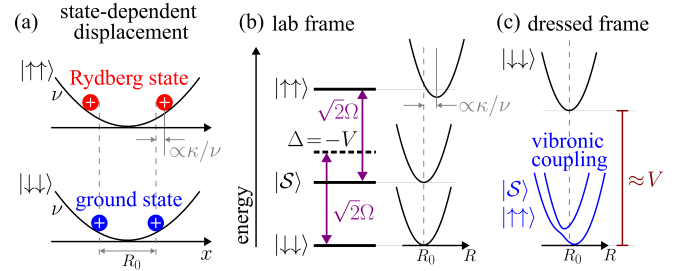 (a) state-dependent
displacement
|↑↑⟩ Rydberg state
ν
+ +
∝κ/ν
|↓↓⟩ ground state
ν
+ +
R₀ x
(b) lab frame
energy
|↑↑⟩
√2Ω
∝κ/ν
Δ=−V
|S⟩
√2Ω
|↓↓⟩
R₀ R
(c) dressed frame
|↓↓⟩
vibronic
coupling
≈V
|S⟩
|↑↑⟩
R₀ R